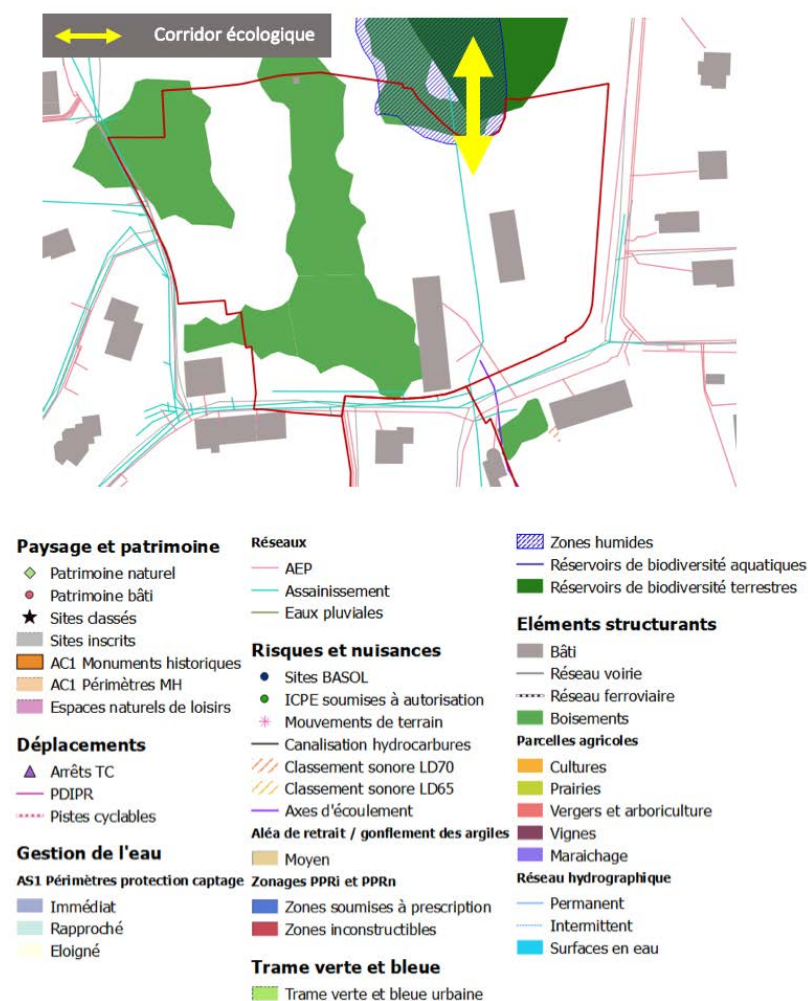 Corridor écologique
Paysage et patrimoine
Patrimoine naturel
Patrimoine bâti
Sites classés
Sites inscrits
AC1 Monuments historiques
AC1 Périmètres MH
Espaces naturels de loisirs
Déplacements
Arrêts TC
PDIPR
Pistes cyclables
Gestion de l'eau
AS1 Périmètres protection captage
Immédiat
Rapproché
Eloigné
Réseaux
AEP
Assainissement
Eaux pluviales
Risques et nuisances
Sites BASOL
ICPE soumises à autorisation
Mouvements de terrain
Canalisation hydrocarbures
Classement sonore LD70
Classement sonore LD65
Axes d'écoulement
Aléa de retrait / gonflement des argiles
Moyen
Zonages PPRi et PPRn
Zones soumises à prescription
Zones inconstructibles
Trame verte et bleue
Trame verte et bleue urbaine
Zones humides
Réservoirs de biodiversité aquatiques
Réservoirs de biodiversité terrestres
Eléments structurants
Bâti
Réseau voirie
Réseau ferroviaire
Boisements
Parcelles agricoles
Cultures
Prairies
Vergers et arboriculture
Vignes
Maraichage
Réseau hydrographique
Permanent
Intermittent
Surfaces en eau